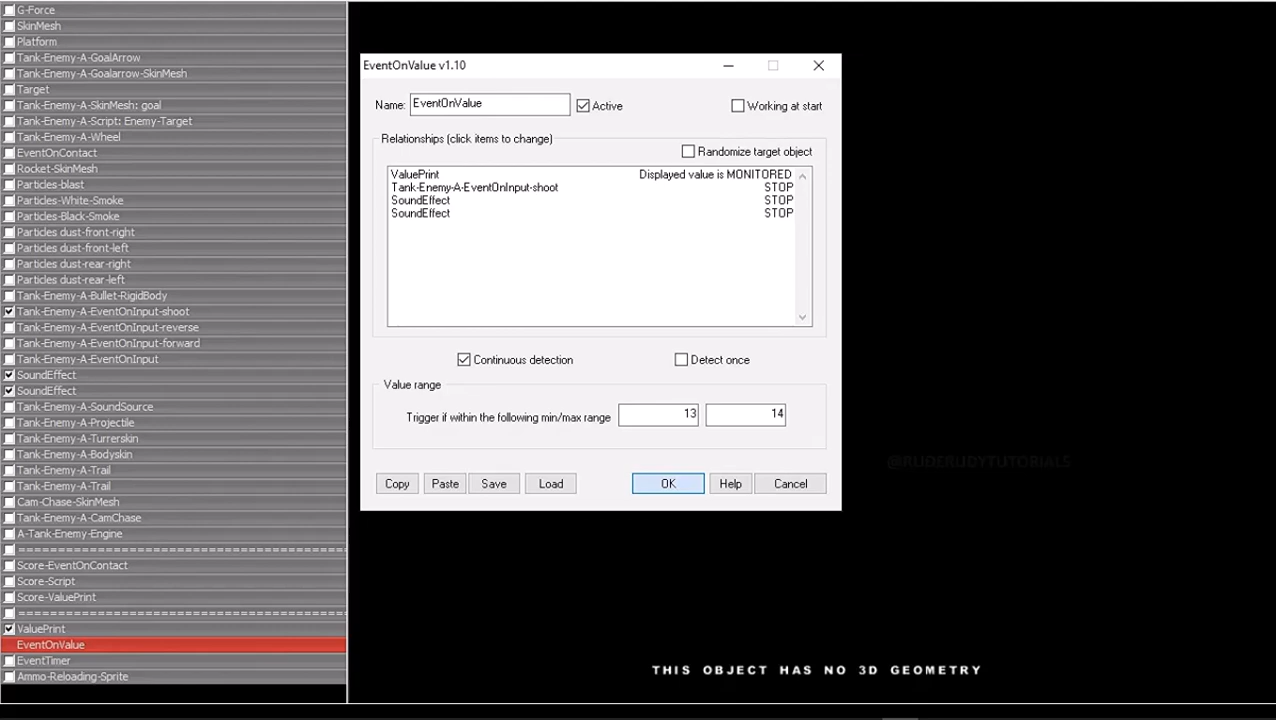 G-Force
SkinMesh
Platform
Tank-Enemy-A-GoalArrow
Tank-Enemy-A-Goalarrow-SkinMesh
Target
Tank-Enemy-A-SkinMesh: goal
Tank-Enemy-A-Script: Enemy-Target
Tank-Enemy-A-Wheel
EventOnContact
Rocket-SkinMesh
Particles-blast
Particles-White-Smoke
Particles-Black-Smoke
Particles dust-front-right
Particles dust-front-left
Particles dust-rear-right
Particles dust-rear-left
Tank-Enemy-A-Bullet-RigidBody
Tank-Enemy-A-EventOnInput-shoot
Tank-Enemy-A-EventOnInput-reverse
Tank-Enemy-A-EventOnInput-forward
Tank-Enemy-A-EventOnInput
SoundEffect
SoundEffect
Tank-Enemy-A-SoundSource
Tank-Enemy-A-Projectile
Tank-Enemy-A-Turrerskin
Tank-Enemy-A-Bodyskin
Tank-Enemy-A-Trail
Tank-Enemy-A-Trail
Cam-Chase-SkinMesh
Tank-Enemy-A-CamChase
A-Tank-Enemy-Engine
=====================================
Score-EventOnContact
Score-Script
Score-ValuePrint
=====================================
ValuePrint
EventOnValue
EventTimer
Ammo-Reloading-Sprite
EventOnValue v1.10
Name: EventOnValue Active Working at start
Relationships (click items to change)
Randomize target object
ValuePrint Displayed value is MONITORED
Tank-Enemy-A-EventOnInput-shoot STOP
SoundEffect STOP
SoundEffect STOP
Continuous detection Detect once
Value range
Trigger if within the following min/max range 13 14
Copy Paste Save Load OK Help Cancel
@RUDERUDYTUTORIALS
THIS OBJECT HAS NO 3D GEOMETRY